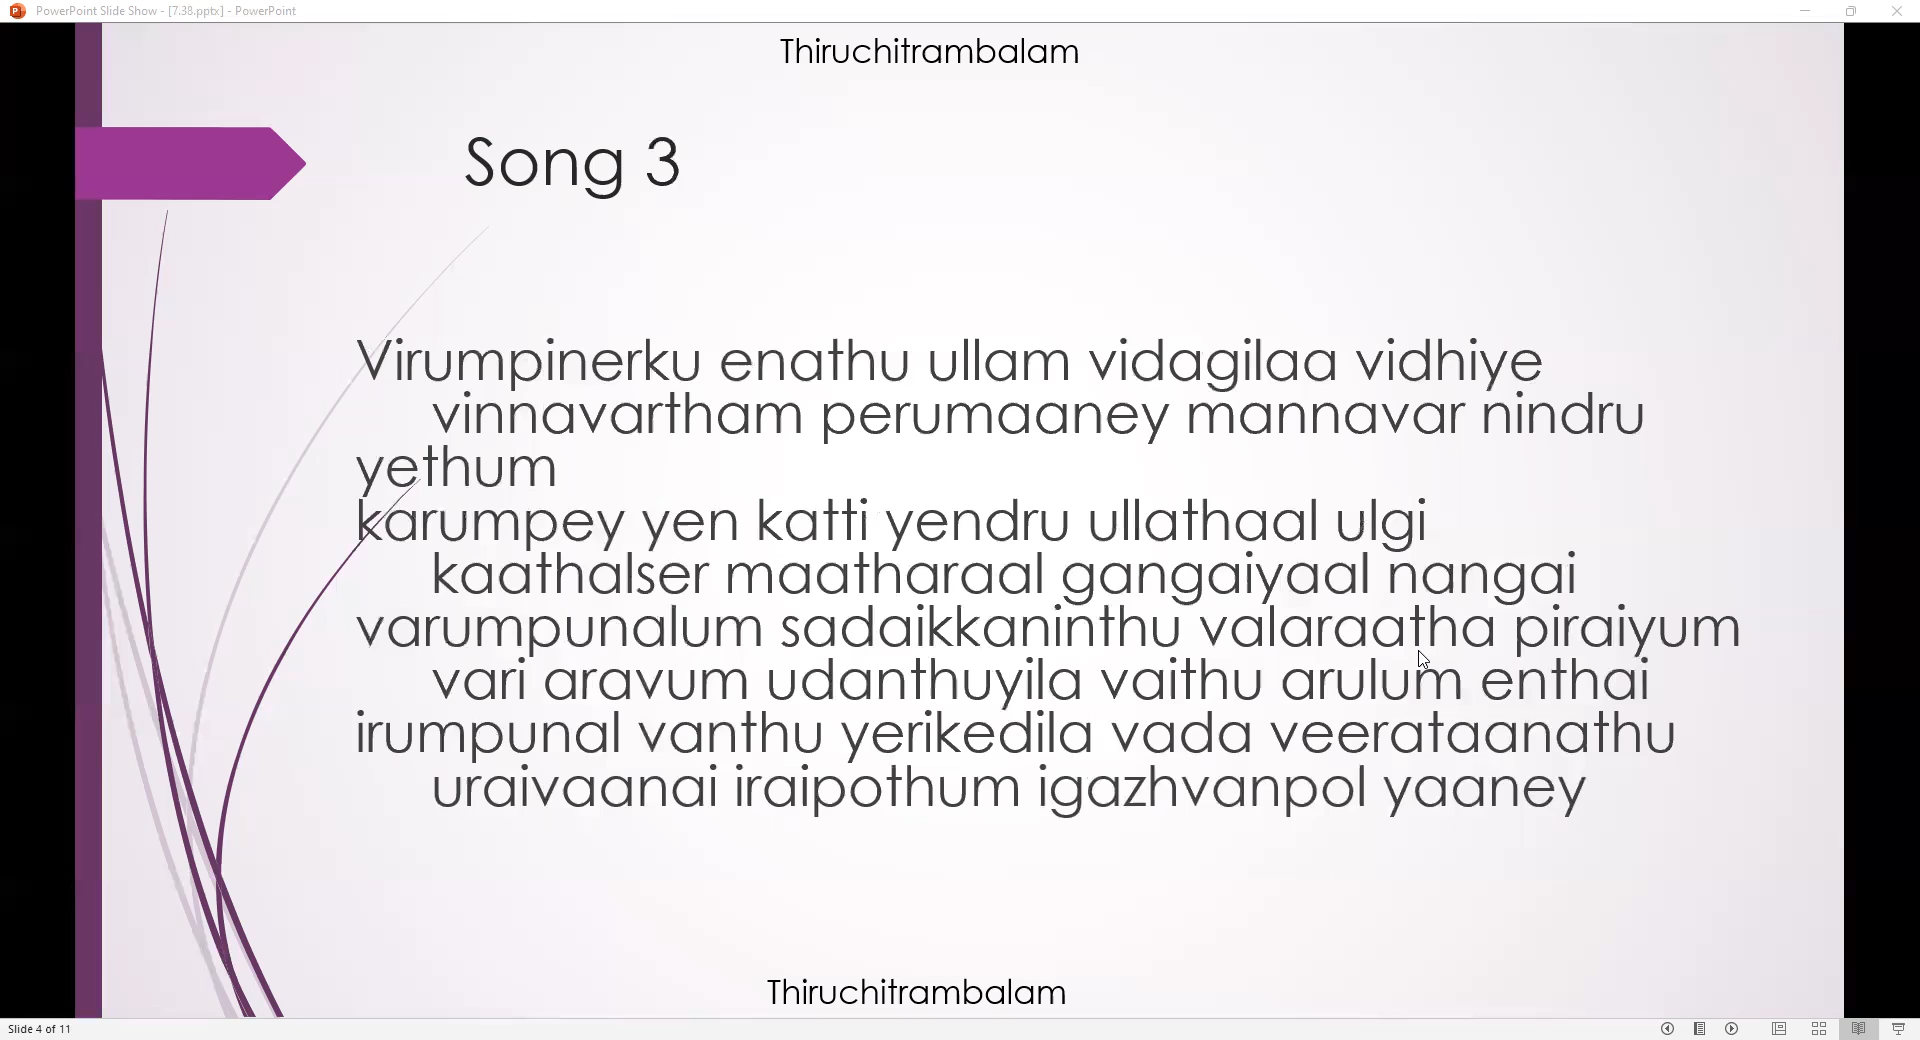 PowerPoint Slide Show - [7.38.pptx] - PowerPoint
Thiruchitrambalam
Song 3
Virumpinerku enathu ullam vidagilaa vidhiye
vinnavartham perumaaney mannavar nindru
yethum
karumpey yen katti yendru ullathaal ulgi
kaathalser maatharaal gangaiyaal nangai
varumpunalum sadaikkaninthu valaraatha piraiyum
vari aravum udanthuyila vaithu arulum enthai
irumpunal vanthu yerikedila vada veerataanathu
uraivaanai iraipothum igazhvanpol yaaney
Thiruchitrambalam
Slide 4 of 11